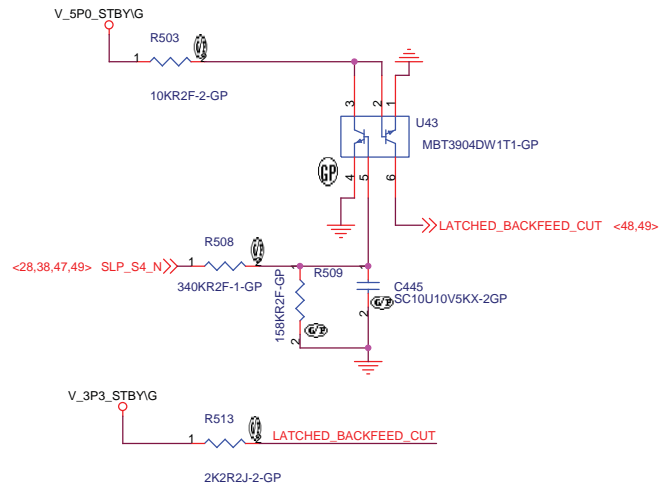 V_5P0_STBY\G
R503
1
2
10KR2F-2-GP
3
2
1
U43
MBT3904DW1T1-GP
GP
4
5
6
LATCHED_BACKFEED_CUT <48,49>
<28,38,47,49> SLP_S4_N
R508
1
2
340KR2F-1-GP
1
R509
158KR2F-GP
2
G/P
1
C445
SC10U10V5KX-2GP
G/P
2
V_3P3_STBY\G
R513
1
2
LATCHED_BACKFEED_CUT
2K2R2J-2-GP